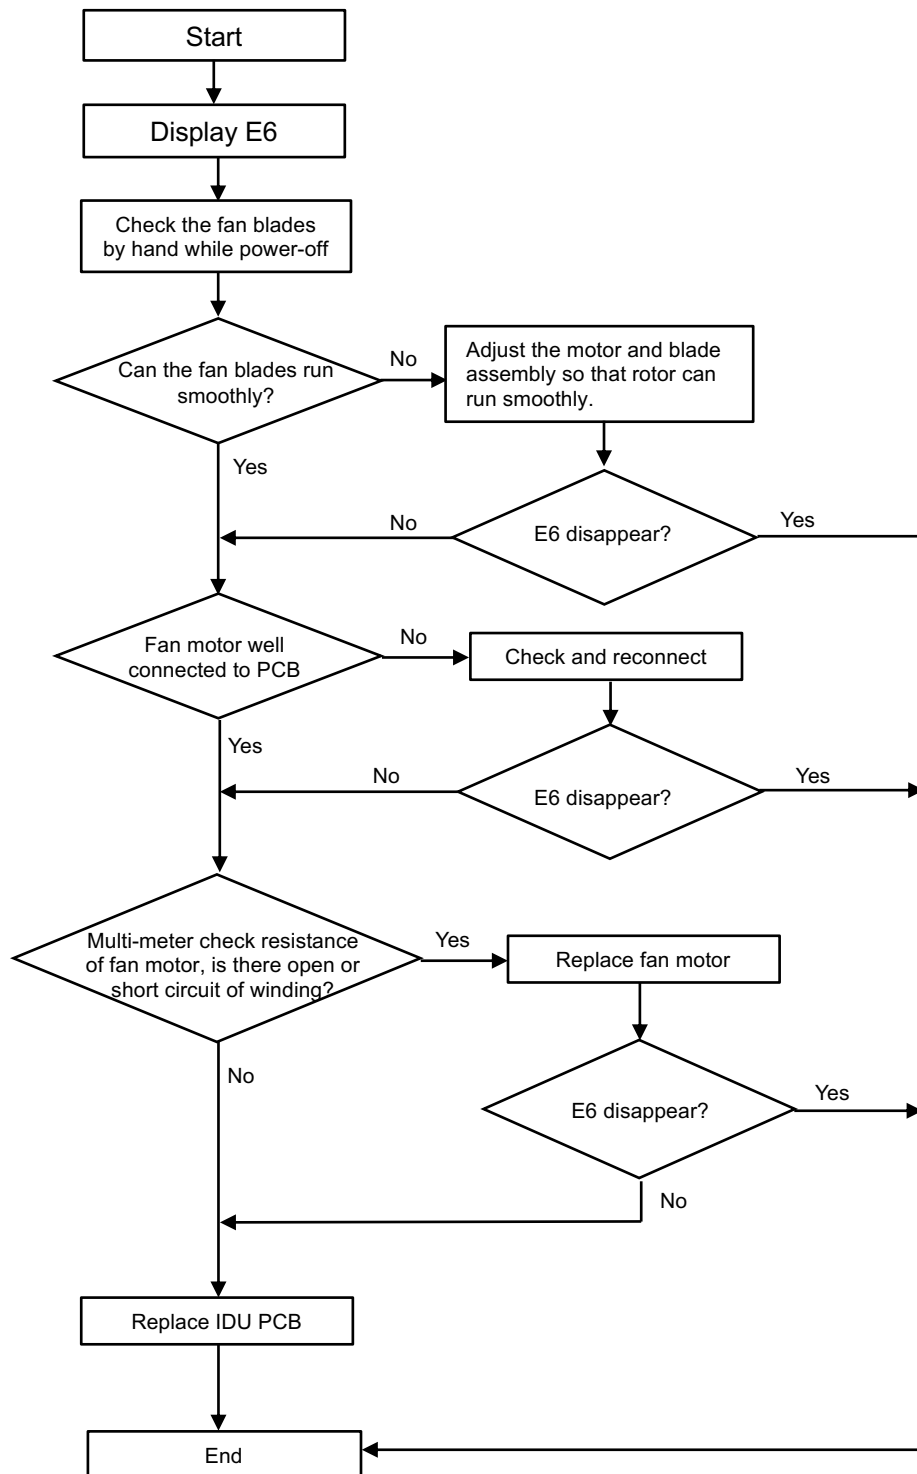 Start
Display E6
Check the fan blades
by hand while power-off
Can the fan blades run
smoothly?
No
Adjust the motor and blade
assembly so that rotor can
run smoothly.
Yes
No
E6 disappear?
Yes
Fan motor well
connected to PCB
No
Check and reconnect
Yes
No
E6 disappear?
Yes
Multi-meter check resistance
of fan motor, is there open or
short circuit of winding?
Yes
Replace fan motor
No
E6 disappear?
Yes
No
Replace IDU PCB
End